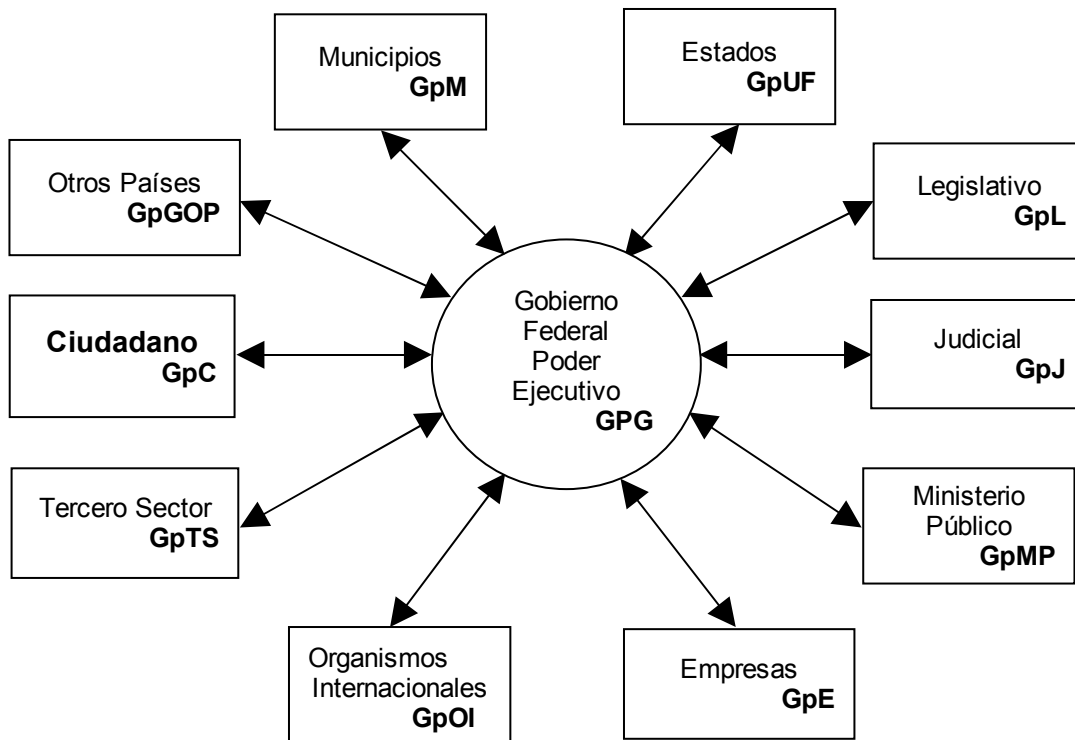 Municipios
GpM
Estados
GpUF
Otros Países
GpGOP
Legislativo
GpL
Gobierno
Federal
Poder
Ejecutivo
GPG
Ciudadano
GpC
Judicial
GpJ
Tercero Sector
GpTS
Ministerio
Público
GpMP
Organismos
Internacionales
GpOI
Empresas
GpE